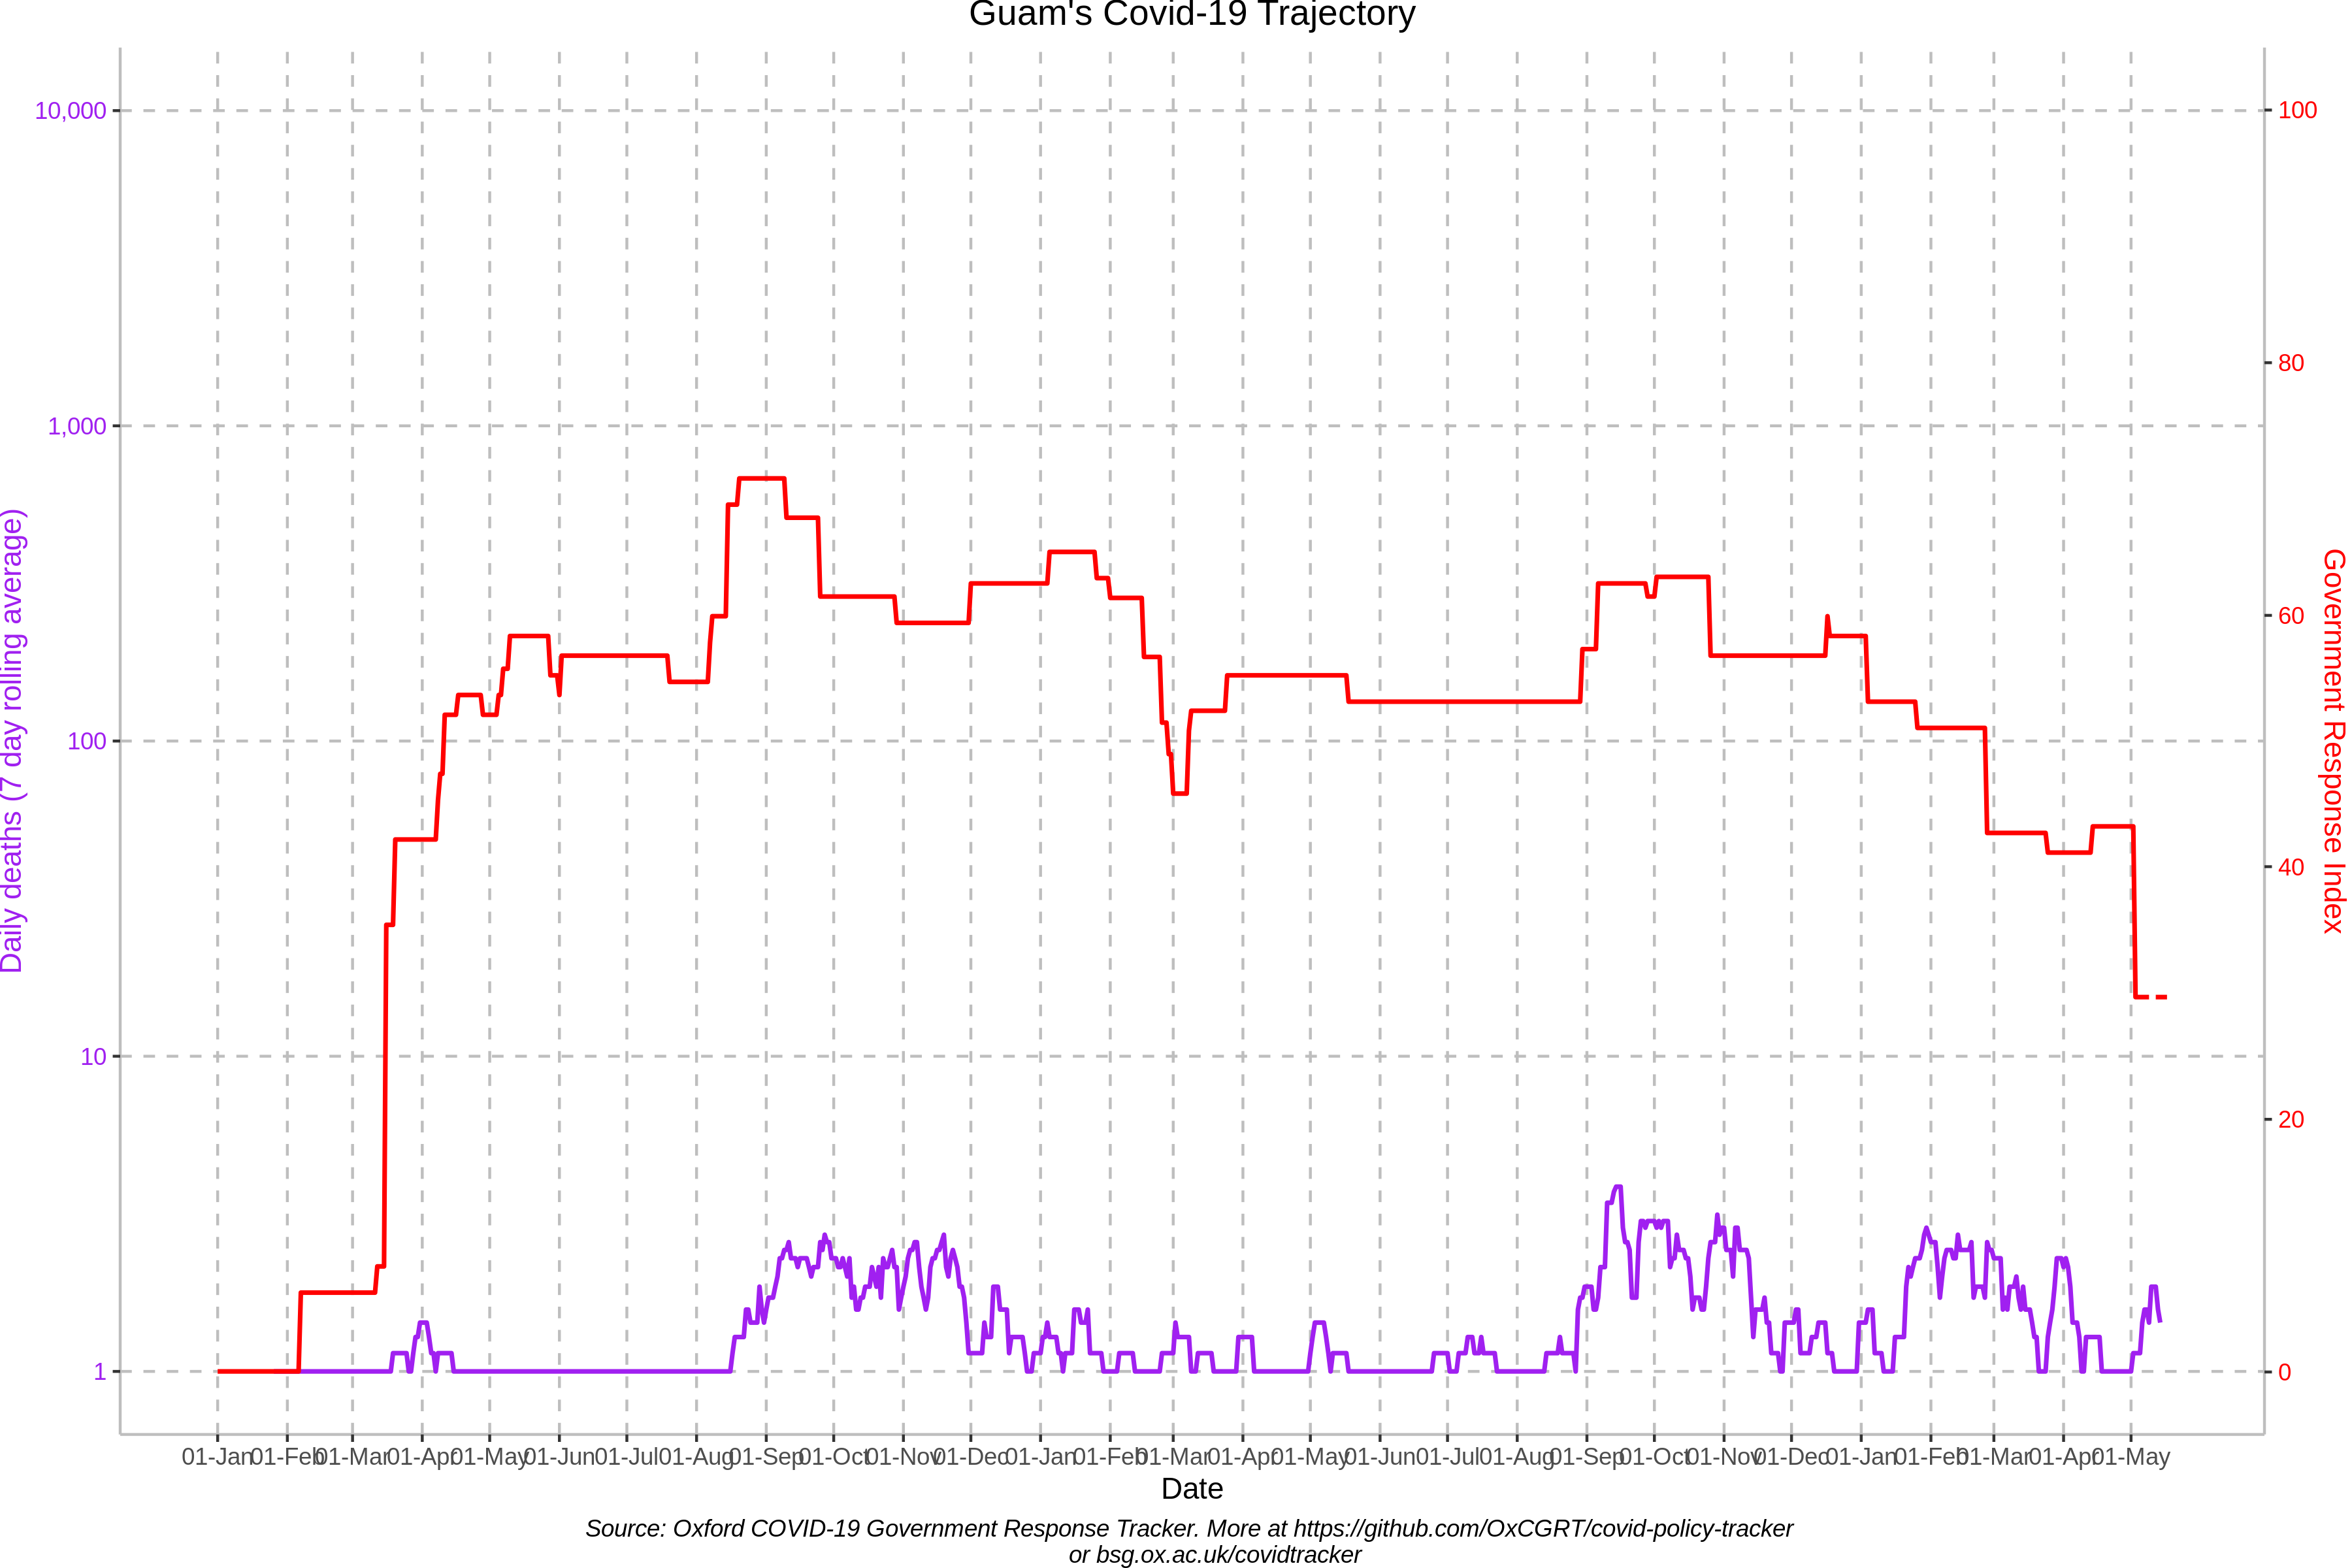 Guam's Covid-19 Trajectory
10,000
1,000
100
10
1
Daily deaths (7 day rolling average)
100
80
60
40
20
0
Government Response Index
01-Jan 01-Feb 01-Mar 01-Apr 01-May 01-Jun 01-Jul 01-Aug 01-Sep 01-Oct 01-Nov 01-Dec 01-Jan 01-Feb 01-Mar 01-Apr 01-May 01-Jun 01-Jul 01-Aug 01-Sep 01-Oct 01-Nov 01-Dec 01-Jan 01-Feb 01-Mar 01-Apr 01-May
Date
Source: Oxford COVID-19 Government Response Tracker. More at https://github.com/OxCGRT/covid-policy-tracker
or bsg.ox.ac.uk/covidtracker